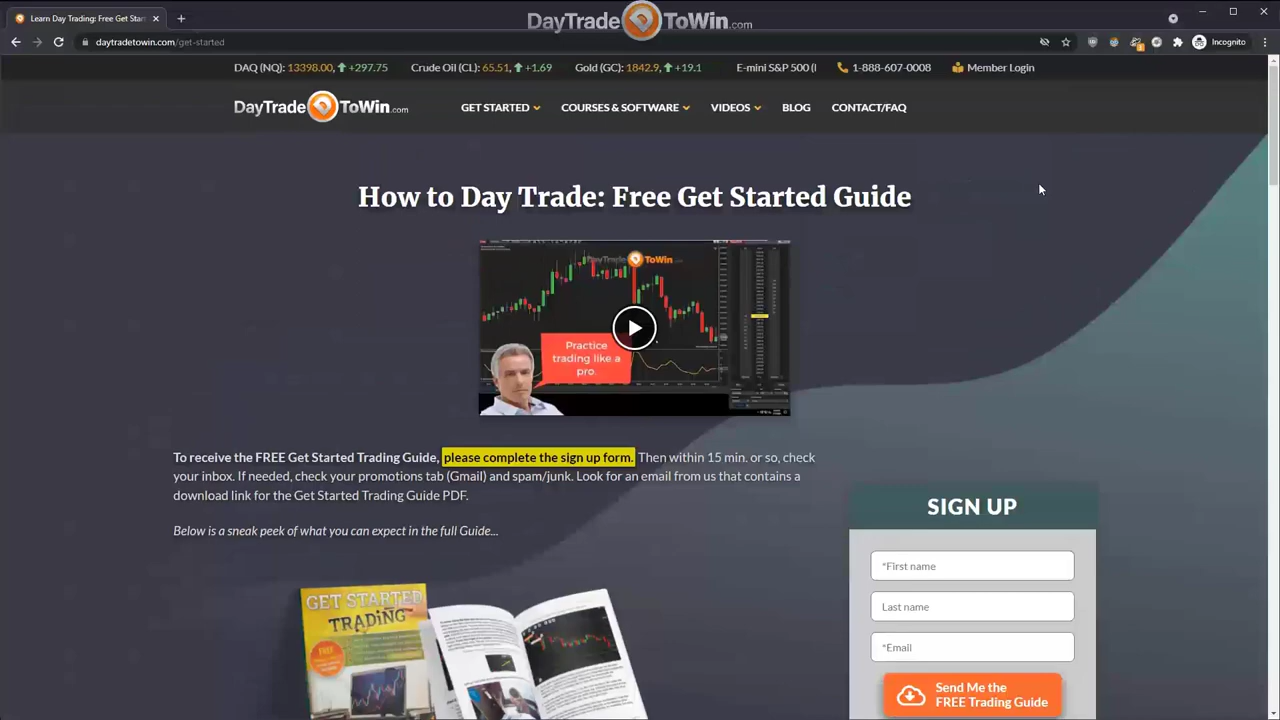 Learn Day Trading: Free Get Star
DayTradeToWin.com
daytradetowin.com/get-started
Incognito
DAQ (NQ): 13398.00, +297.75 Crude Oil (CL): 65.51, +1.69 Gold (GC): 1842.9, +19.1 E-mini S&P 500 (I 1-888-607-0008 Member Login
DayTradeToWin.com GET STARTED COURSES & SOFTWARE VIDEOS BLOG CONTACT/FAQ
How to Day Trade: Free Get Started Guide
DayTradeToWin.com
Practice
trading like a
pro.
To receive the FREE Get Started Trading Guide, please complete the sign up form. Then within 15 min. or so, check
your inbox. If needed, check your promotions tab (Gmail) and spam/junk. Look for an email from us that contains a
download link for the Get Started Trading Guide PDF.
Below is a sneak peek of what you can expect in the full Guide...
SIGN UP
*First name
Last name
*Email
Send Me the
FREE Trading Guide
GET STARTED
TRADING
FREE